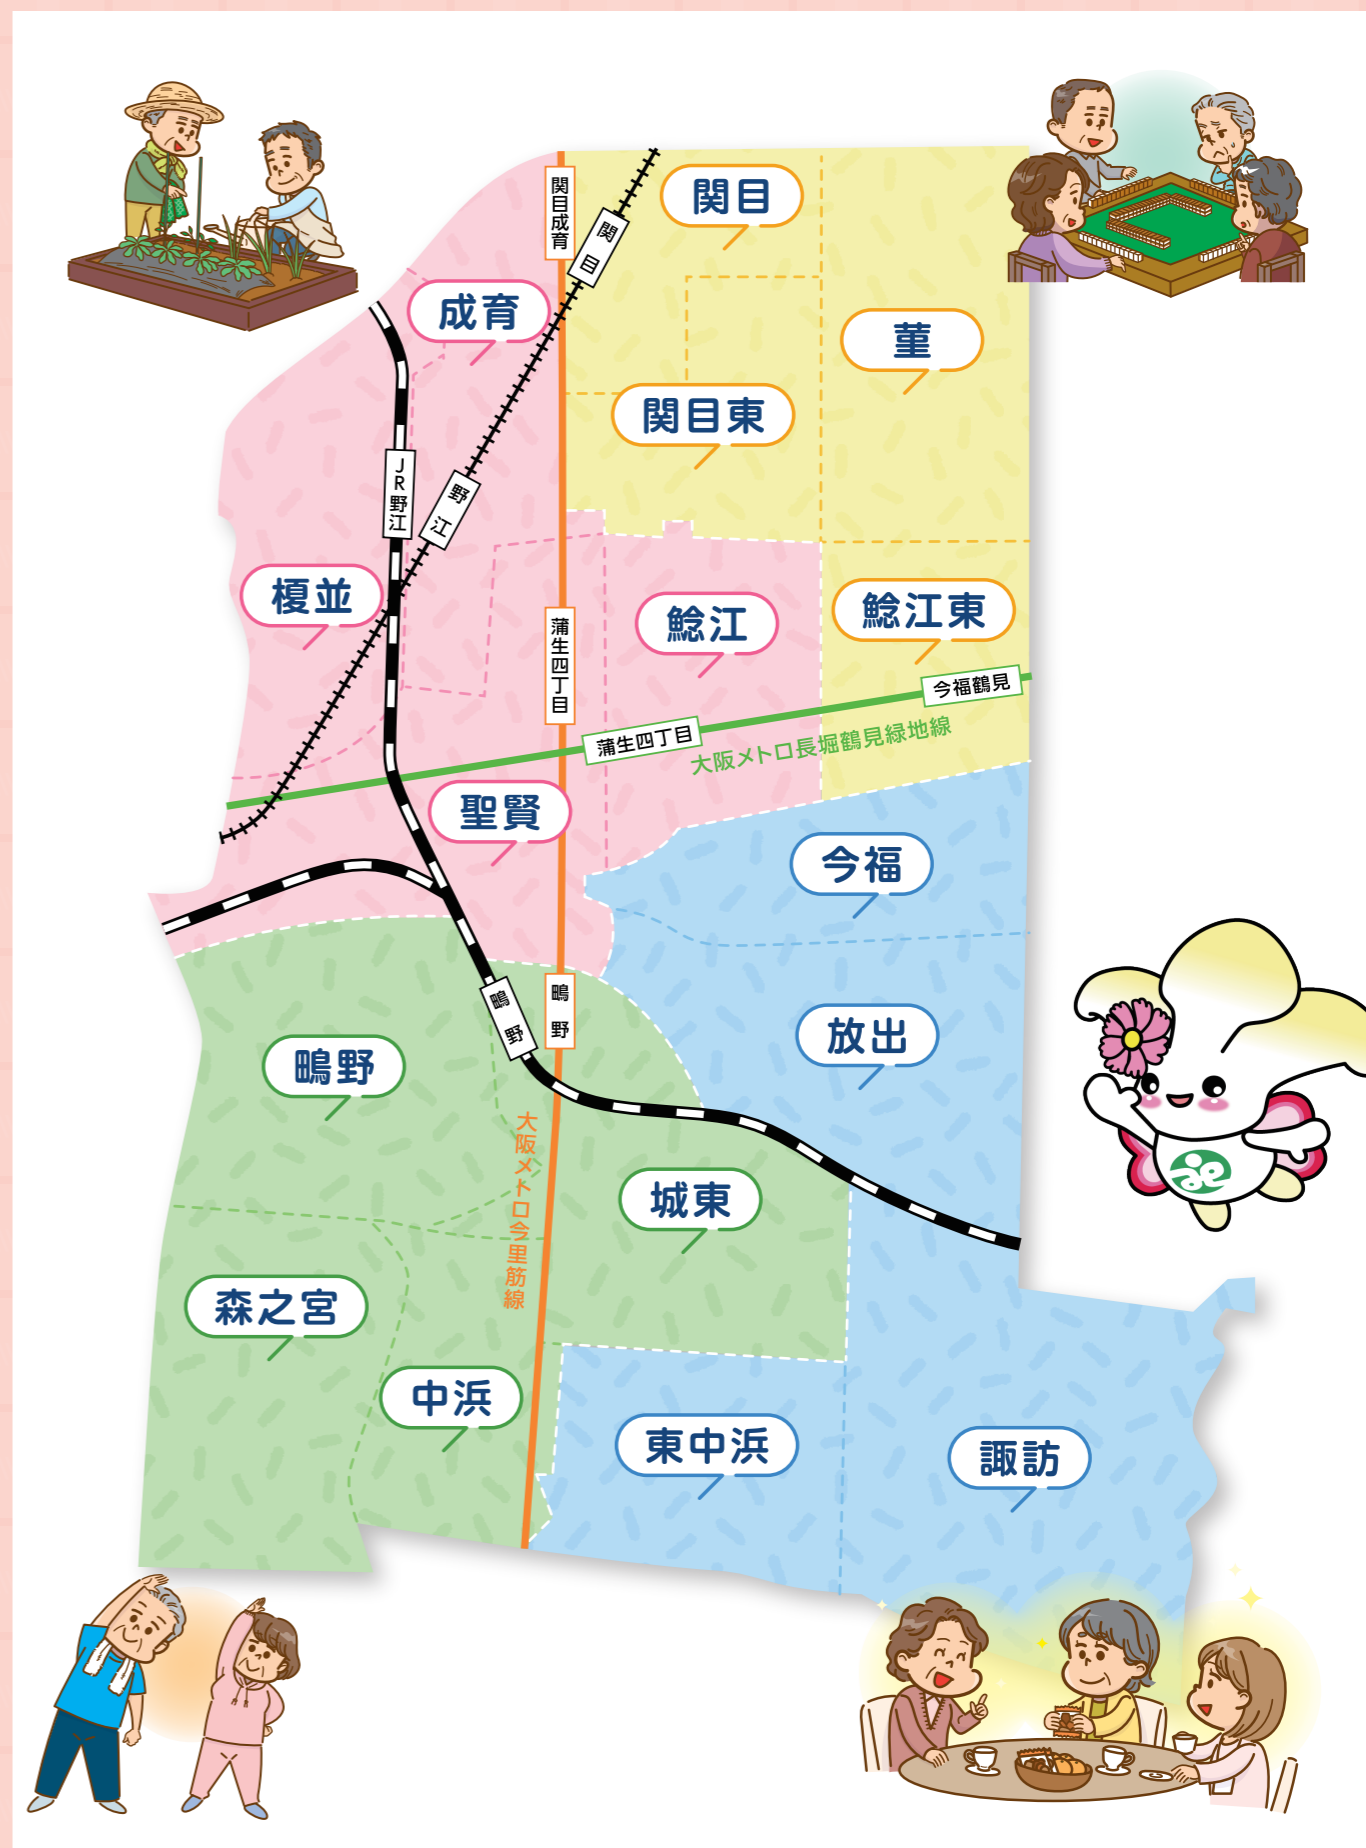 関目成育
関目
関目
成育
菫
関目東
JR野江
野江
榎並
鯰江
鯰江東
蒲生四丁目
今福鶴見
蒲生四丁目
大阪メトロ長堀鶴見緑地線
聖賢
今福
鴫野
鴫野
放出
鴫野
大阪メトロ今里筋線
城東
森之宮
中浜
東中浜
諏訪